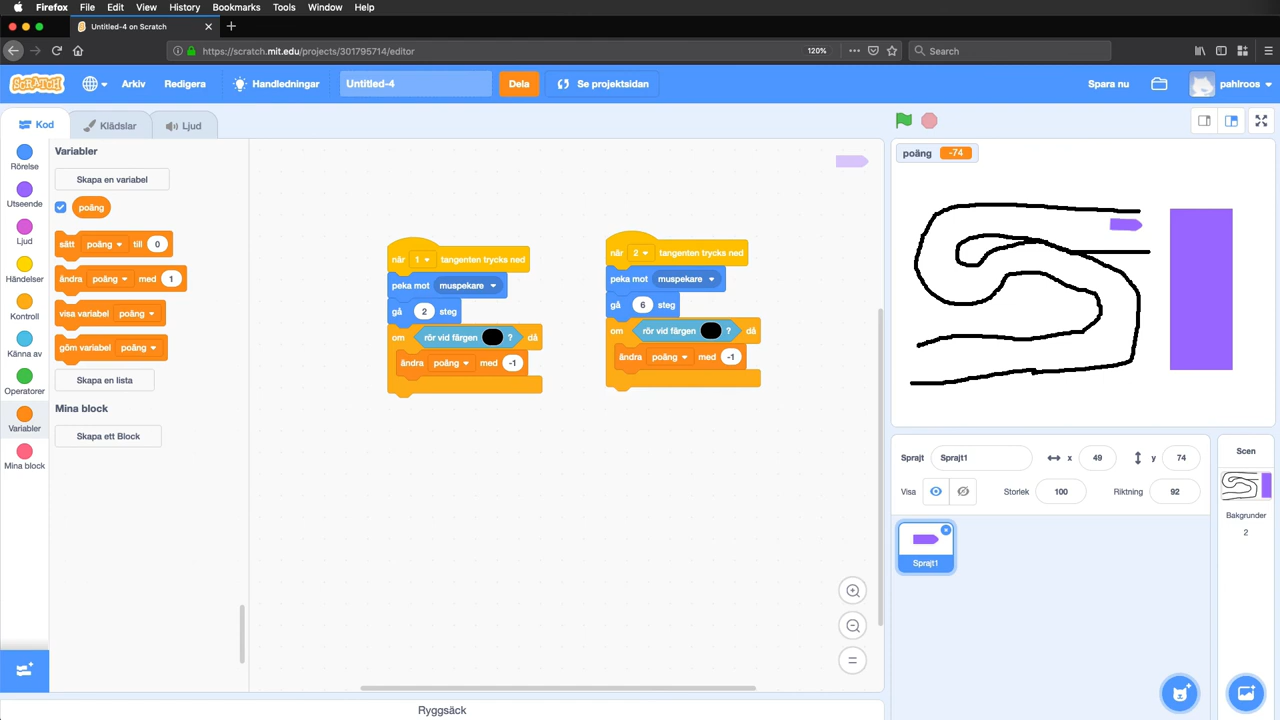 Firefox File Edit View History Bookmarks Tools Window Help
Untitled-4 on Scratch
https://scratch.mit.edu/projects/301795714/editor 120% Search
SCRATCH Arkiv Redigera Handledningar Untitled-4 Dela Se projektsidan Spara nu pahlroos
Kod Klädslar Ljud
Rörelse
Utseende
Ljud
Händelser
Kontroll
Känna av
Operatorer
Variabler
Mina block
Variabler
Skapa en variabel
poäng
sätt poäng till 0
ändra poäng med 1
visa variabel poäng
göm variabel poäng
Skapa en lista
Mina block
Skapa ett Block
när 1 tangenten trycks ned
peka mot muspekare
gå 2 steg
om rör vid färgen ? då
ändra poäng med -1
när 2 tangenten trycks ned
peka mot muspekare
gå 6 steg
om rör vid färgen ? då
ändra poäng med -1
Ryggsäck
poäng -74
Sprajt Sprajt1 x 49 y 74
Visa Storlek 100 Riktning 92
Sprajt1
Scen
Bakgrunder
2